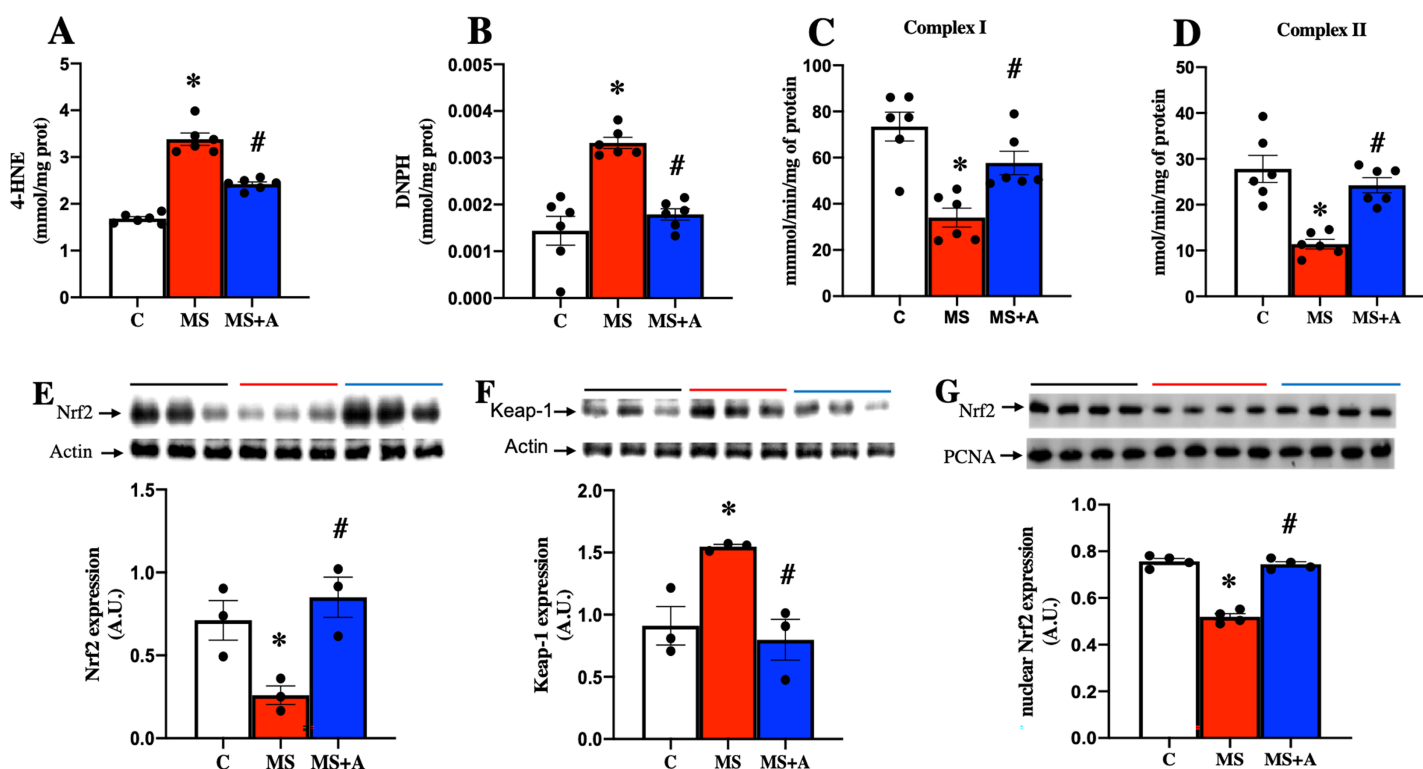 A
4-HNE
(mmol/mg prot)
5
4
3
2
1
0
*
#
C MS MS+A
B
DNPH
(nmol/mg prot)
0.005
0.004
0.003
0.002
0.001
0.000
*
#
C MS MS+A
C
Complex I
mmmol/min/mg of protein
100
80
60
40
20
0
*
#
C MS MS+A
D
Complex II
nmol/min/mg of protein
50
40
30
20
10
0
*
#
C MS MS+A
E
Nrf2
Actin
Nrf2 expression
(A.U.)
1.5
1.0
0.5
0.0
*
#
C MS MS+A
F
Keap-1
Actin
Keap-1 expression
(A.U.)
2.0
1.5
1.0
0.5
0.0
*
#
C MS MS+A
G
Nrf2
PCNA
nuclear Nrf2 expression
(A.U.)
1.0
0.8
0.6
0.4
0.2
0.0
*
#
C MS MS+A